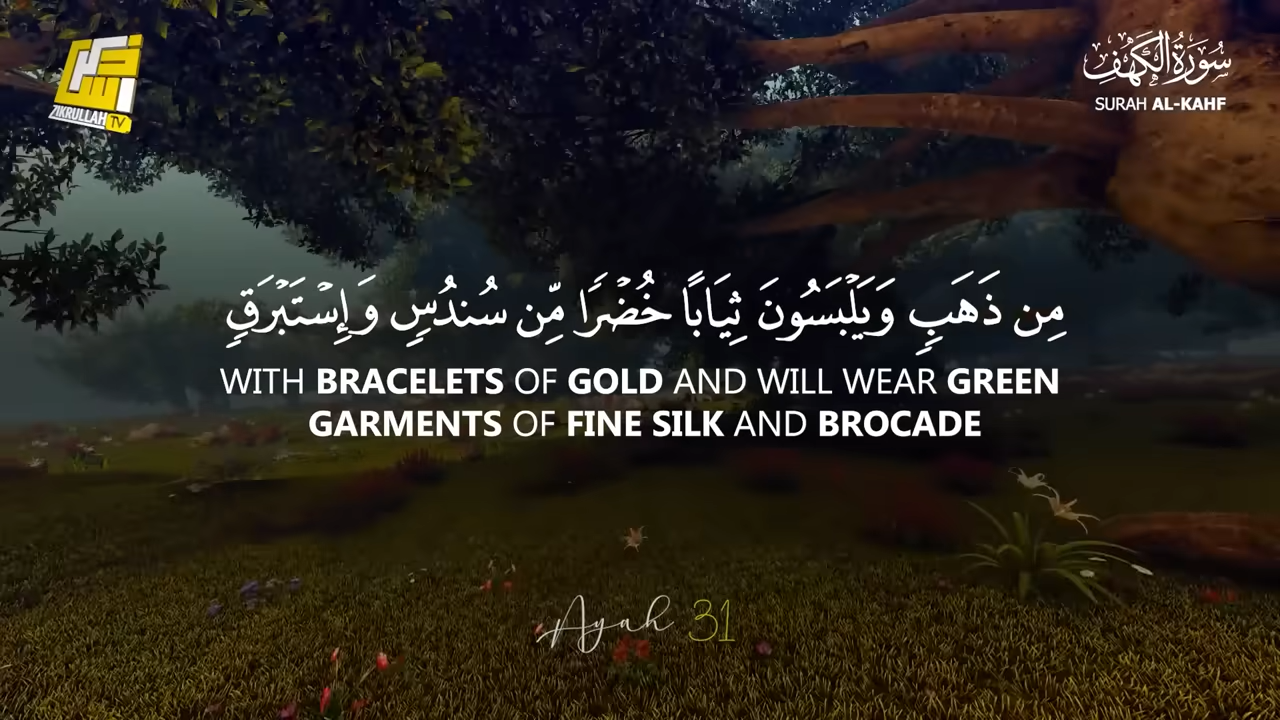 ZIKRULLAH TV
سُورَةُ الْكَهْف
SURAH AL-KAHF
مِن ذَهَبٍ وَيَلْبَسُونَ ثِيَابًا خُضْرًا مِّن سُندُسٍ وَإِسْتَبْرَقٍ
WITH BRACELETS OF GOLD AND WILL WEAR GREEN
GARMENTS OF FINE SILK AND BROCADE
Ayah 31